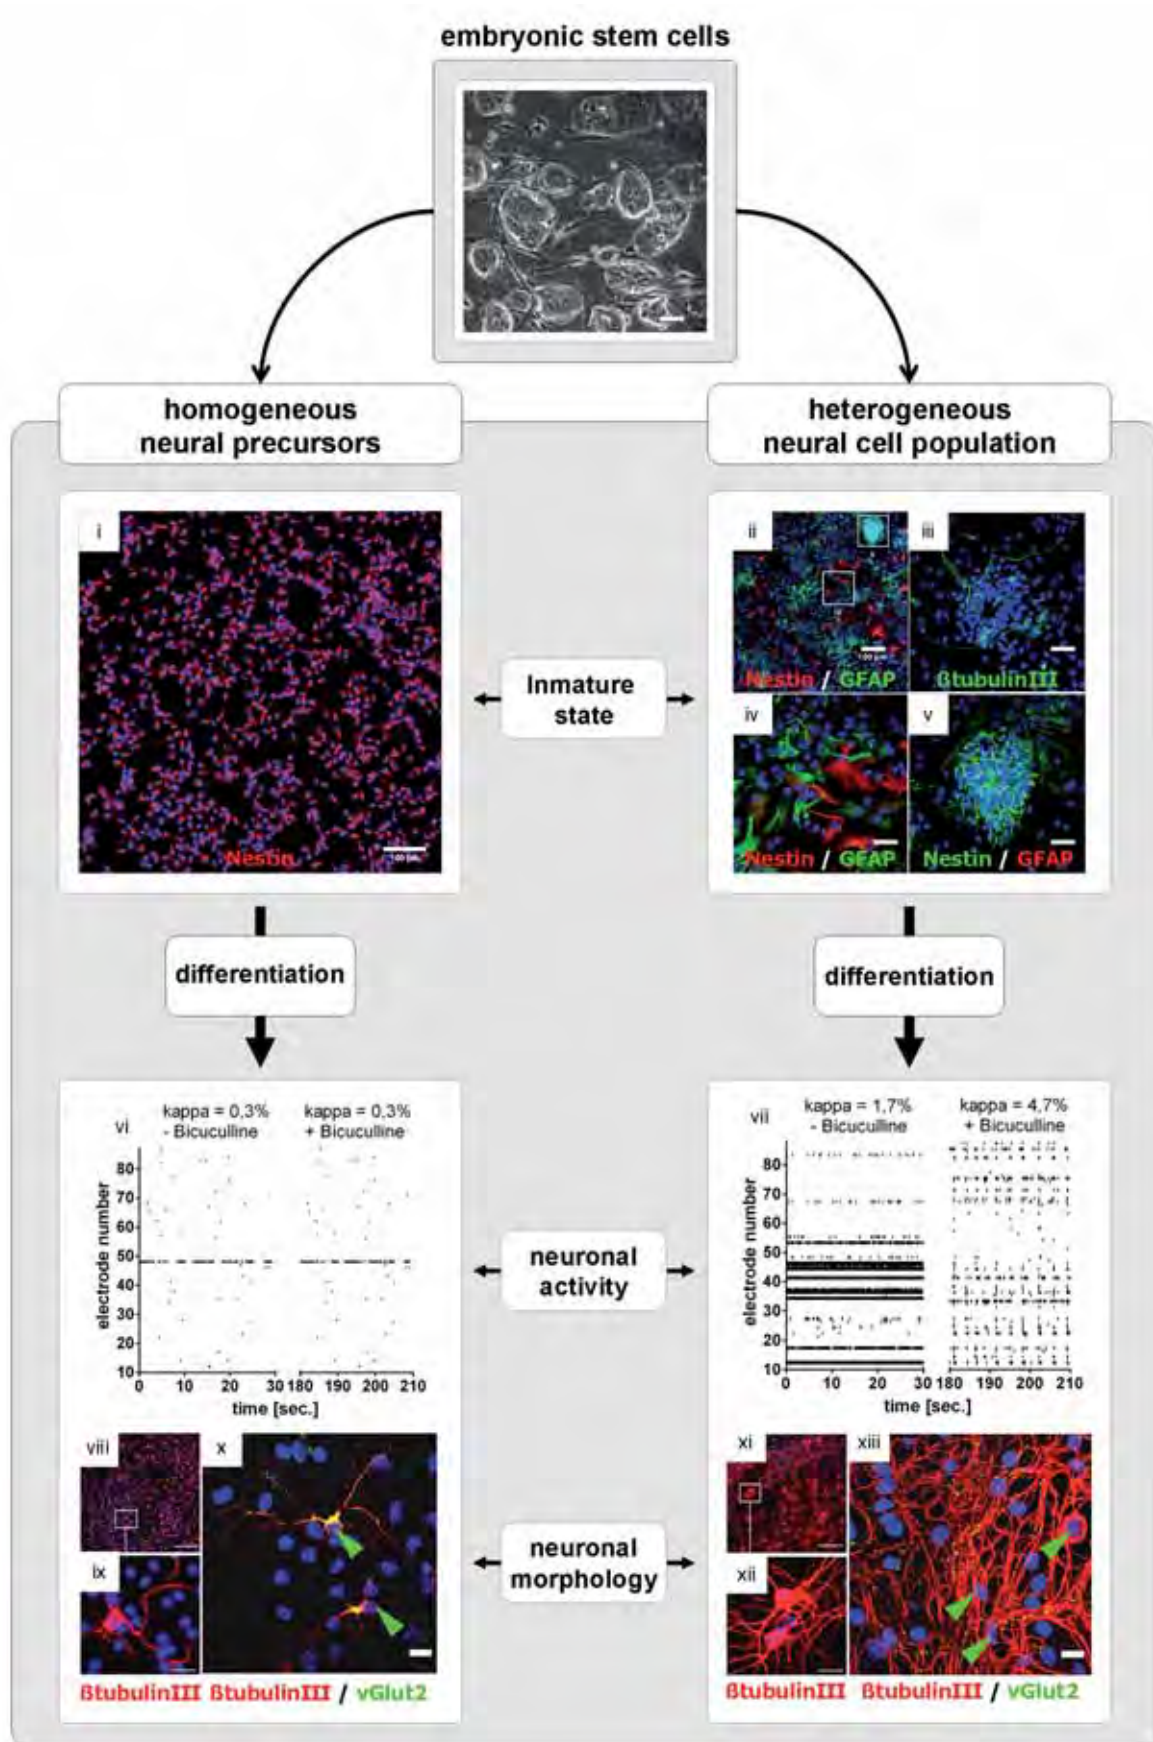 embryonic stem cells
homogeneous
neural precursors
heterogeneous
neural cell population
i
Nestin
100 µm
Inmature
state
ii
100 µm
Nestin / GFAP
iii
ßtubulinIII
iv
Nestin / GFAP
v
Nestin / GFAP
differentiation
differentiation
vi
kappa = 0,3%
- Bicuculline
kappa = 0,3%
+ Bicuculline
electrode number
80
70
60
50
40
30
20
10
0 10 20 30 180 190 200 210
time [sec.]
neuronal
activity
vii
kappa = 1,7%
- Bicuculline
kappa = 4,7%
+ Bicuculline
electrode number
80
70
60
50
40
30
20
10
0 10 20 30 180 190 200 210
time [sec.]
viii
ix
x
ßtubulinIII ßtubulinIII / vGlut2
neuronal
morphology
xi
xii
xiii
ßtubulinIII ßtubulinIII / vGlut2